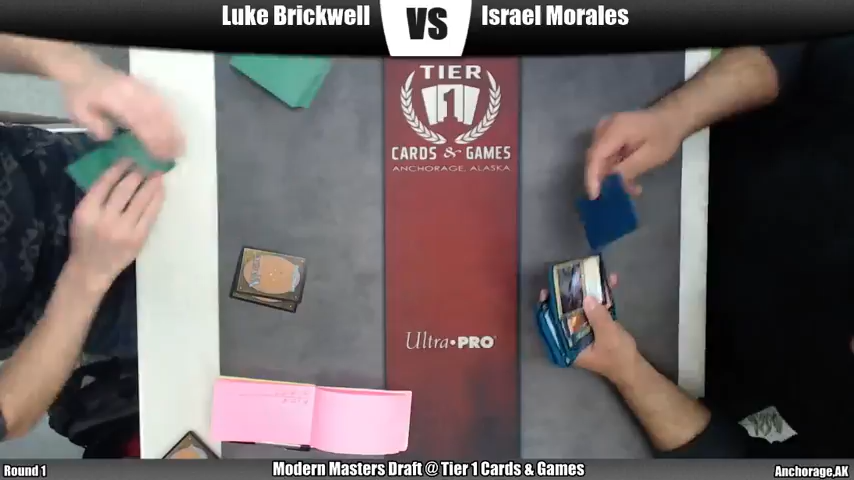 Luke Brickwell VS Israel Morales
TIER
1
CARDS & GAMES
ANCHORAGE, ALASKA
Ultra•PRO
Round 1
Modern Masters Draft @ Tier 1 Cards & Games
Anchorage,AK